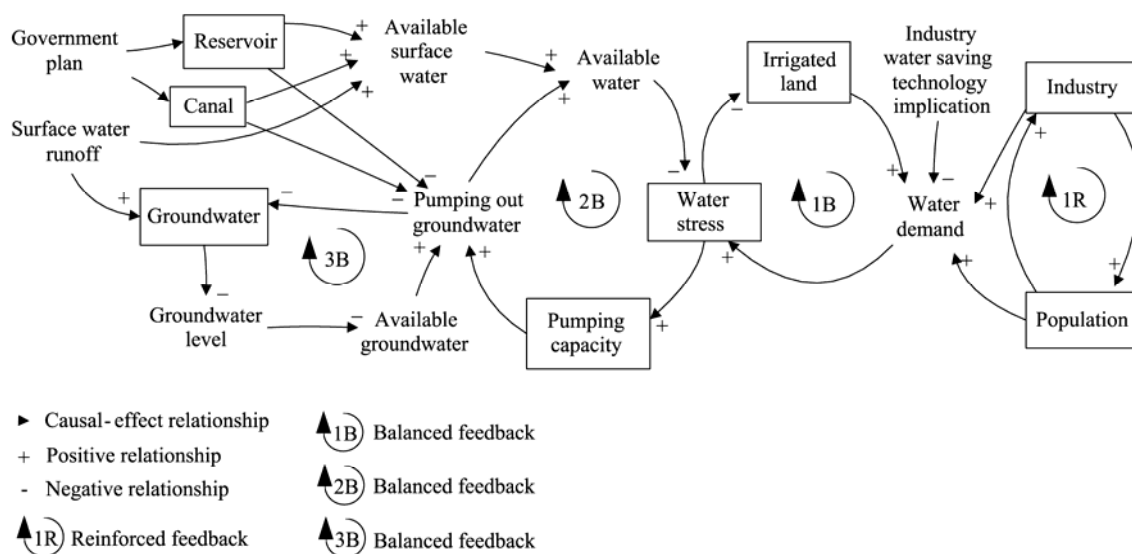 Government
plan
Reservoir
Canal
Surface water
runoff
Available
surface
water
Available
water
Irrigated
land
Industry
water saving
technology
implication
Industry
Groundwater
Pumping out
groundwater
Water
stress
Water
demand
Groundwater
level
Available
groundwater
Pumping
capacity
Population
+
+
+
+
+
+
-
-
-
-
-
+
+
-
-
+
+
+
-
+
+
+
+
+
3B
2B
1B
1R
Causal-effect relationship
+ Positive relationship
- Negative relationship
1R Reinforced feedback
1B Balanced feedback
2B Balanced feedback
3B Balanced feedback